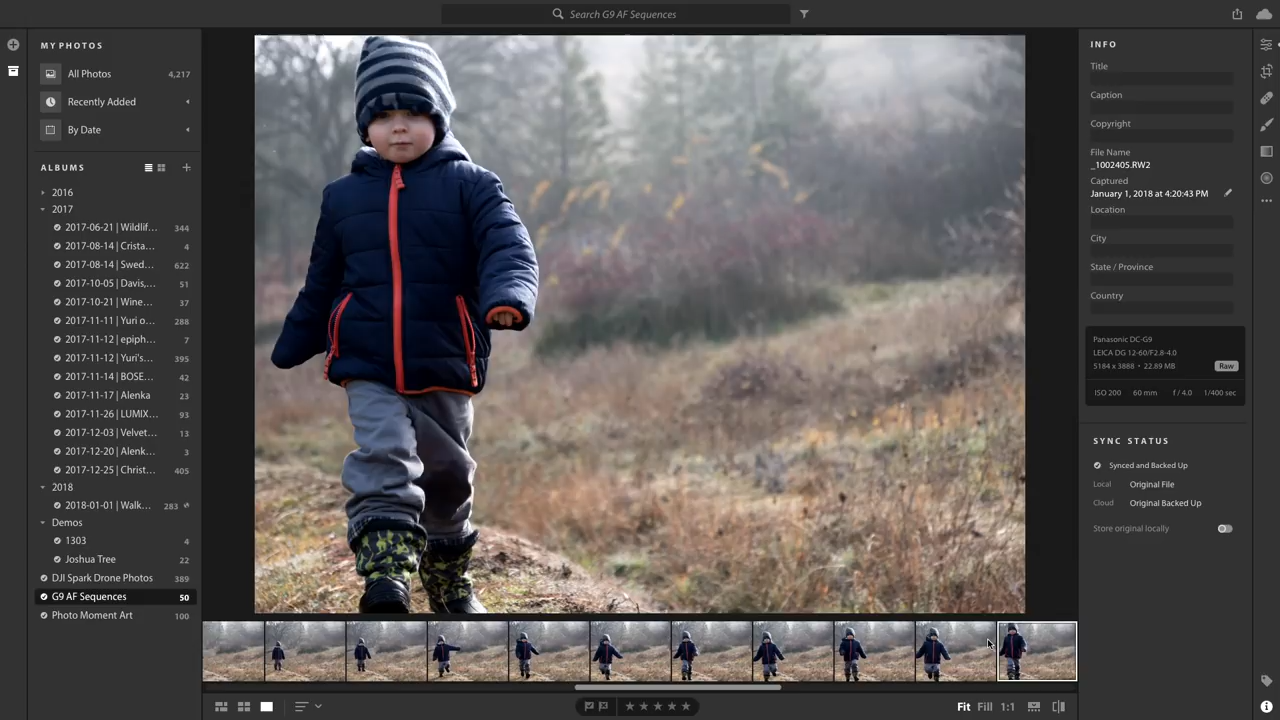 Search G9 AF Sequences
MY PHOTOS
All Photos 4,217
Recently Added
By Date
ALBUMS
2016
2017
2017-06-21 | Wildlif... 344
2017-08-14 | Crista... 4
2017-08-14 | Swed... 622
2017-10-05 | Davis,... 51
2017-10-21 | Wine... 37
2017-11-11 | Yuri o... 288
2017-11-12 | epiph... 7
2017-11-12 | Yuri's... 395
2017-11-14 | BOSE... 42
2017-11-17 | Alenka 23
2017-11-26 | LUMIX... 93
2017-12-03 | Velvet... 13
2017-12-20 | Alenk... 3
2017-12-25 | Christ... 405
2018
2018-01-01 | Walk... 283
Demos
1303 4
Joshua Tree 22
DJI Spark Drone Photos 389
G9 AF Sequences 50
Photo Moment Art 100
Fit Fill 1:1
INFO
Title
Caption
Copyright
File Name
_1002405.RW2
Captured
January 1, 2018 at 4:20:43 PM
Location
City
State / Province
Country
Panasonic DC-G9
LEICA DG 12-60/F2.8-4.0
5184 x 3888 • 22.89 MB Raw
ISO 200 60 mm f / 4.0 1/400 sec
SYNC STATUS
Synced and Backed Up
Local Original File
Cloud Original Backed Up
Store original locally